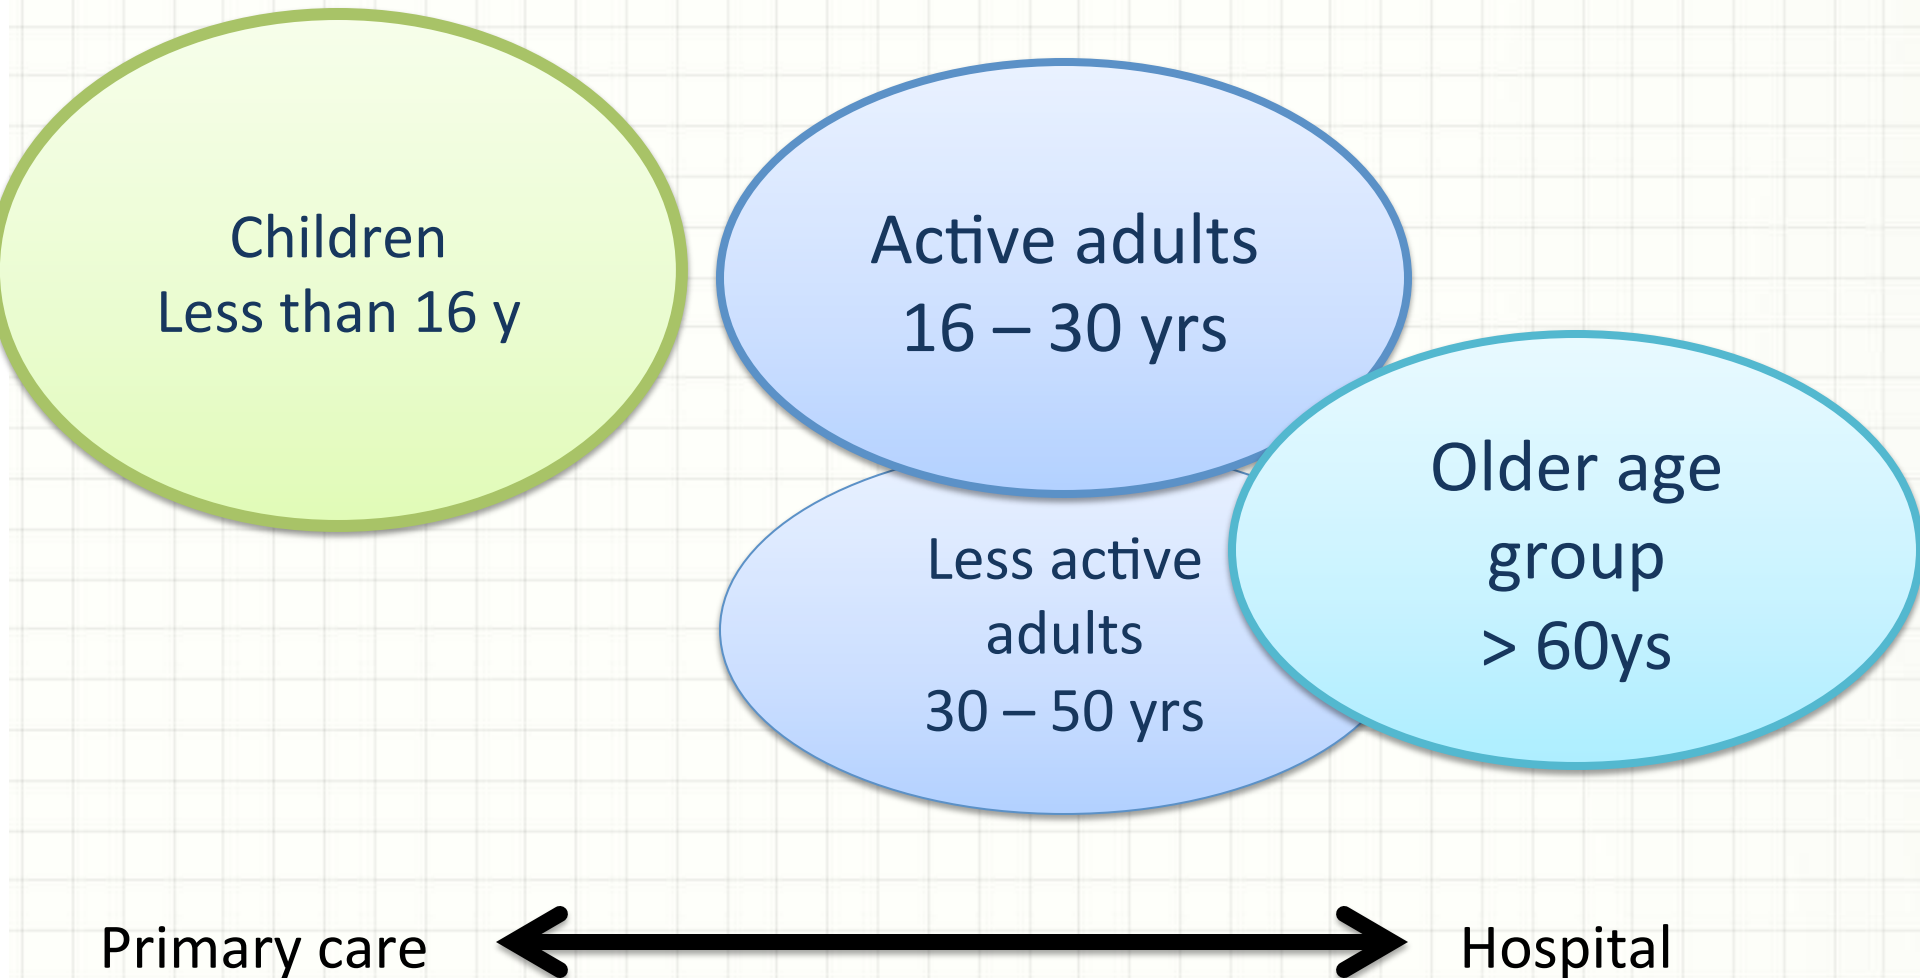 Children
Less than 16 y
Active adults
16 – 30 yrs
Older age
group
> 60ys
Less active
adults
30 – 50 yrs
Primary care
Hospital